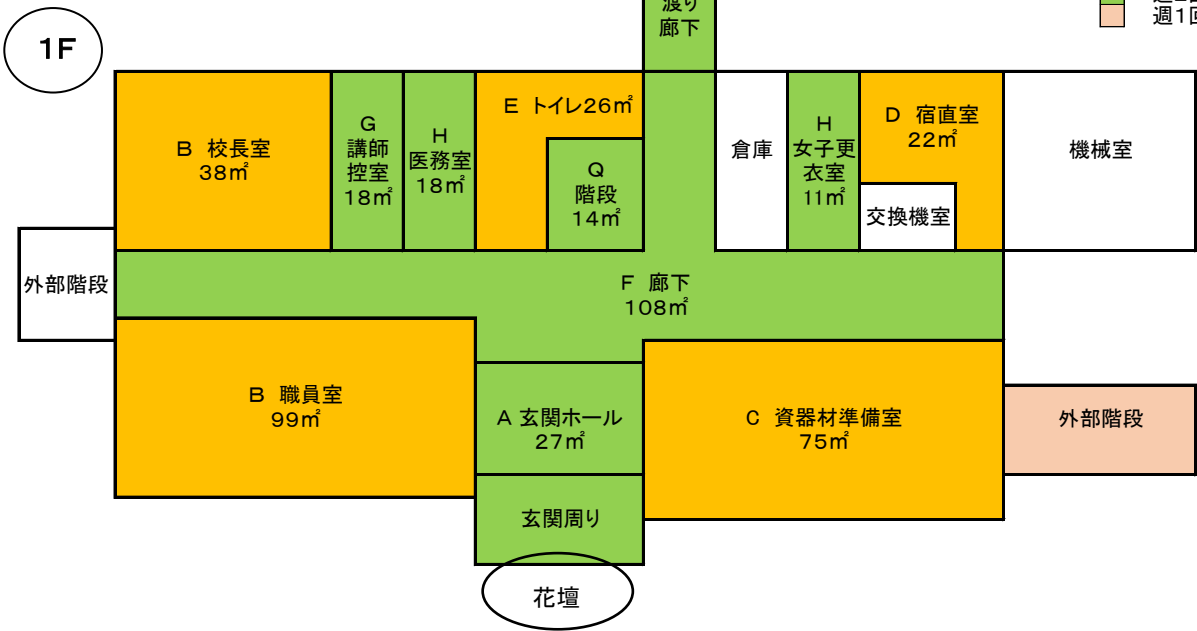 1F
渡り
廊下
週1回
B 校長室
38㎡
G
講師
控室
18㎡
H
医務室
18㎡
E トイレ26㎡
Q
階段
14㎡
倉庫
H
女子更
衣室
11㎡
D 宿直室
22㎡
交換機室
機械室
外部階段
F 廊下
108㎡
B 職員室
99㎡
A 玄関ホール
27㎡
C 資器材準備室
75㎡
外部階段
玄関周り
花壇